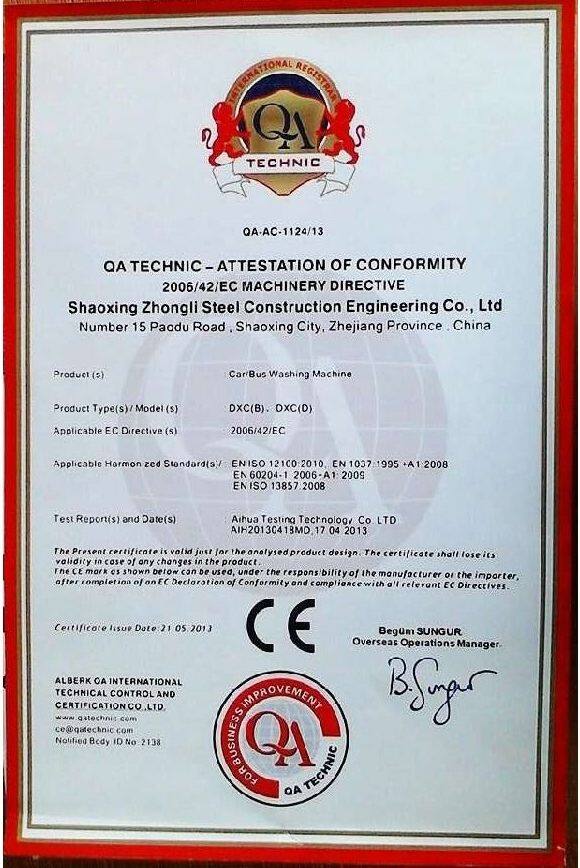 INTERNATIONAL REGISTRAR
QA
TECHNIC
QA-AC-1124/13
QA TECHNIC – ATTESTATION OF CONFORMITY
2006/42/EC MACHINERY DIRECTIVE
Shaoxing Zhongli Steel Construction Engineering Co., Ltd
Number 15 Paodu Road , Shaoxing City, Zhejiang Province , China
Product (s) Car/Bus Washing Machine
Product Type(s)/ Model (s) DXC(B), DXC(D)
Applicable EC Directive (s) 2006/42/EC
Applicable Harmonized Standard(s)/ EN ISO 12100:2010, EN 1037:1995 +A1:2008
EN 60204-1:2006+A1:2009
EN ISO 13857:2008
Test Report(s) and Date(s) Aihua Testing Technology Co. LTD
AIH20130418MD,17.04.2013
The Present certificate is valid just for the analysed product design. The certificate shall lose its
validity in case of any changes in the product.
The CE mark as shown below can be used, under the responsibility of the manufacturer or the importer,
after completion of an EC Declaration of Conformity and compliance with all relevant EC Directives.
Certificate Issue Date: 21.05.2013
CE
Begüm SUNGUR
Overseas Operations Manager
B. Sungur
ALBERK QA INTERNATIONAL
TECHNICAL CONTROL AND
CERTIFICATION CO.,LTD.
www.qatechnic.com
ce@qatechnic.com
Notified Body ID No: 2138
FOR BUSINESS IMPROVEMENT
QA
QA TECHNIC